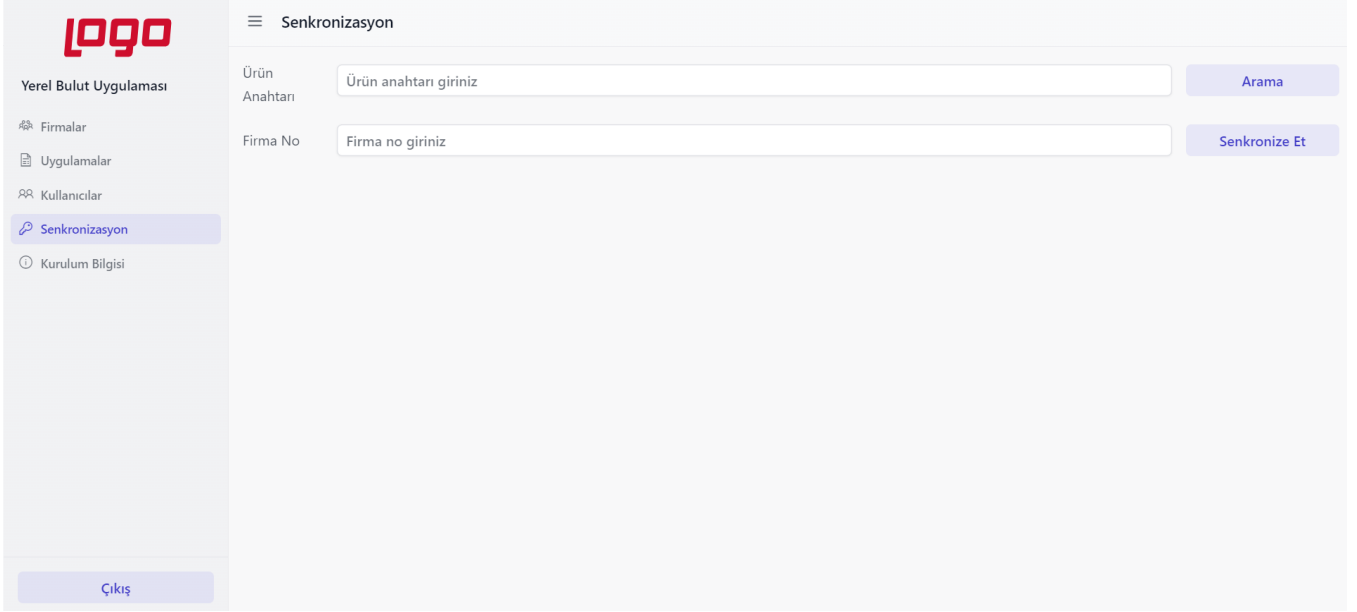 LOGO
Yerel Bulut Uygulaması
Firmalar
Uygulamalar
Kullanıcılar
Senkronizasyon
Kurulum Bilgisi
Çıkış
Senkronizasyon
Ürün
Anahtarı
Ürün anahtarı giriniz
Arama
Firma No
Firma no giriniz
Senkronize Et